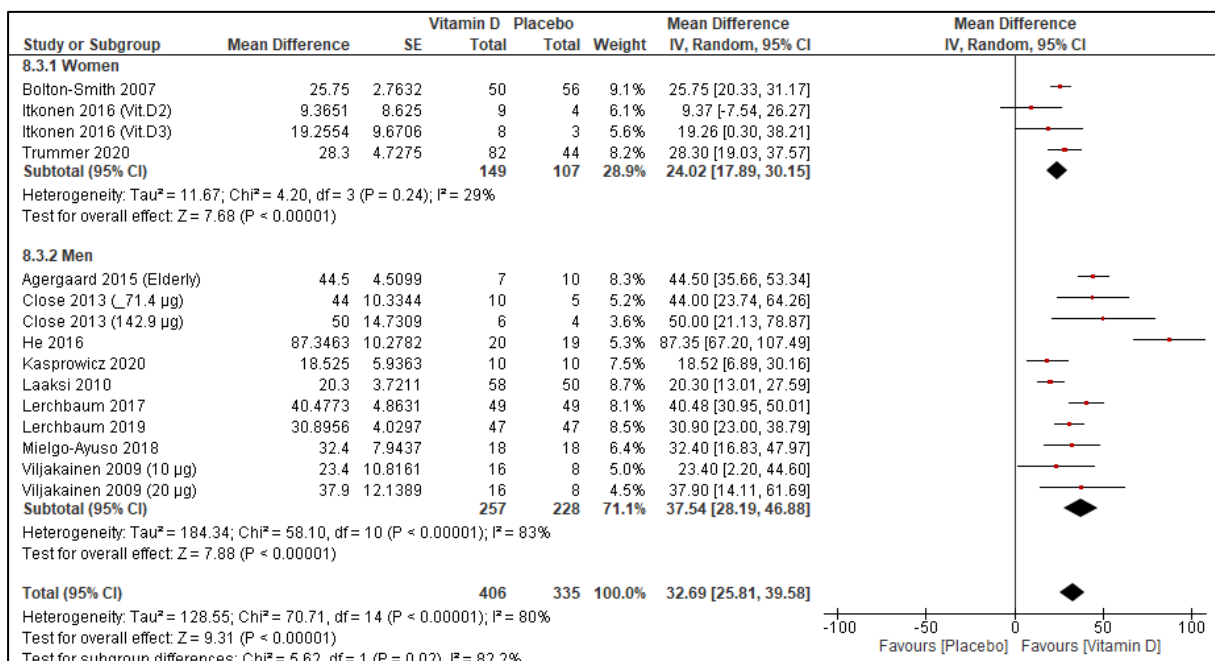 Vitamin D Placebo Mean Difference Mean Difference
Study or Subgroup Mean Difference SE Total Total Weight IV, Random, 95% CI IV, Random, 95% CI
8.3.1 Women
Bolton-Smith 2007 25.75 2.7632 50 56 9.1% 25.75 [20.33, 31.17]
Itkonen 2016 (Vit.D2) 9.3651 8.625 9 4 6.1% 9.37 [-7.54, 26.27]
Itkonen 2016 (Vit.D3) 19.2554 9.6706 8 3 5.6% 19.26 [0.30, 38.21]
Trummer 2020 28.3 4.7275 82 44 8.2% 28.30 [19.03, 37.57]
Subtotal (95% CI) 149 107 28.9% 24.02 [17.89, 30.15]
Heterogeneity: Tau² = 11.67; Chi² = 4.20, df = 3 (P = 0.24); I² = 29%
Test for overall effect: Z = 7.68 (P < 0.00001)
8.3.2 Men
Agergaard 2015 (Elderly) 44.5 4.5099 7 10 8.3% 44.50 [35.66, 53.34]
Close 2013 (_71.4 µg) 44 10.3344 10 5 5.2% 44.00 [23.74, 64.26]
Close 2013 (142.9 µg) 50 14.7309 6 4 3.6% 50.00 [21.13, 78.87]
He 2016 87.3463 10.2782 20 19 5.3% 87.35 [67.20, 107.49]
Kasprowicz 2020 18.525 5.9363 10 10 7.5% 18.52 [6.89, 30.16]
Laaksi 2010 20.3 3.7211 58 50 8.7% 20.30 [13.01, 27.59]
Lerchbaum 2017 40.4773 4.8631 49 49 8.1% 40.48 [30.95, 50.01]
Lerchbaum 2019 30.8956 4.0297 47 47 8.5% 30.90 [23.00, 38.79]
Mielgo-Ayuso 2018 32.4 7.9437 18 18 6.4% 32.40 [16.83, 47.97]
Viljakainen 2009 (10 µg) 23.4 10.8161 16 8 5.0% 23.40 [2.20, 44.60]
Viljakainen 2009 (20 µg) 37.9 12.1389 16 8 4.5% 37.90 [14.11, 61.69]
Subtotal (95% CI) 257 228 71.1% 37.54 [28.19, 46.88]
Heterogeneity: Tau² = 184.34; Chi² = 58.10, df = 10 (P < 0.00001); I² = 83%
Test for overall effect: Z = 7.88 (P < 0.00001)
Total (95% CI) 406 335 100.0% 32.69 [25.81, 39.58]
Heterogeneity: Tau² = 128.55; Chi² = 70.71, df = 14 (P < 0.00001); I² = 80%
Test for overall effect: Z = 9.31 (P < 0.00001)
Test for subgroup differences: Chi² = 5.62, df = 1 (P = 0.02), I² = 82.2%
-100 0 50 100
Favours [Placebo] Favours [Vitamin D]